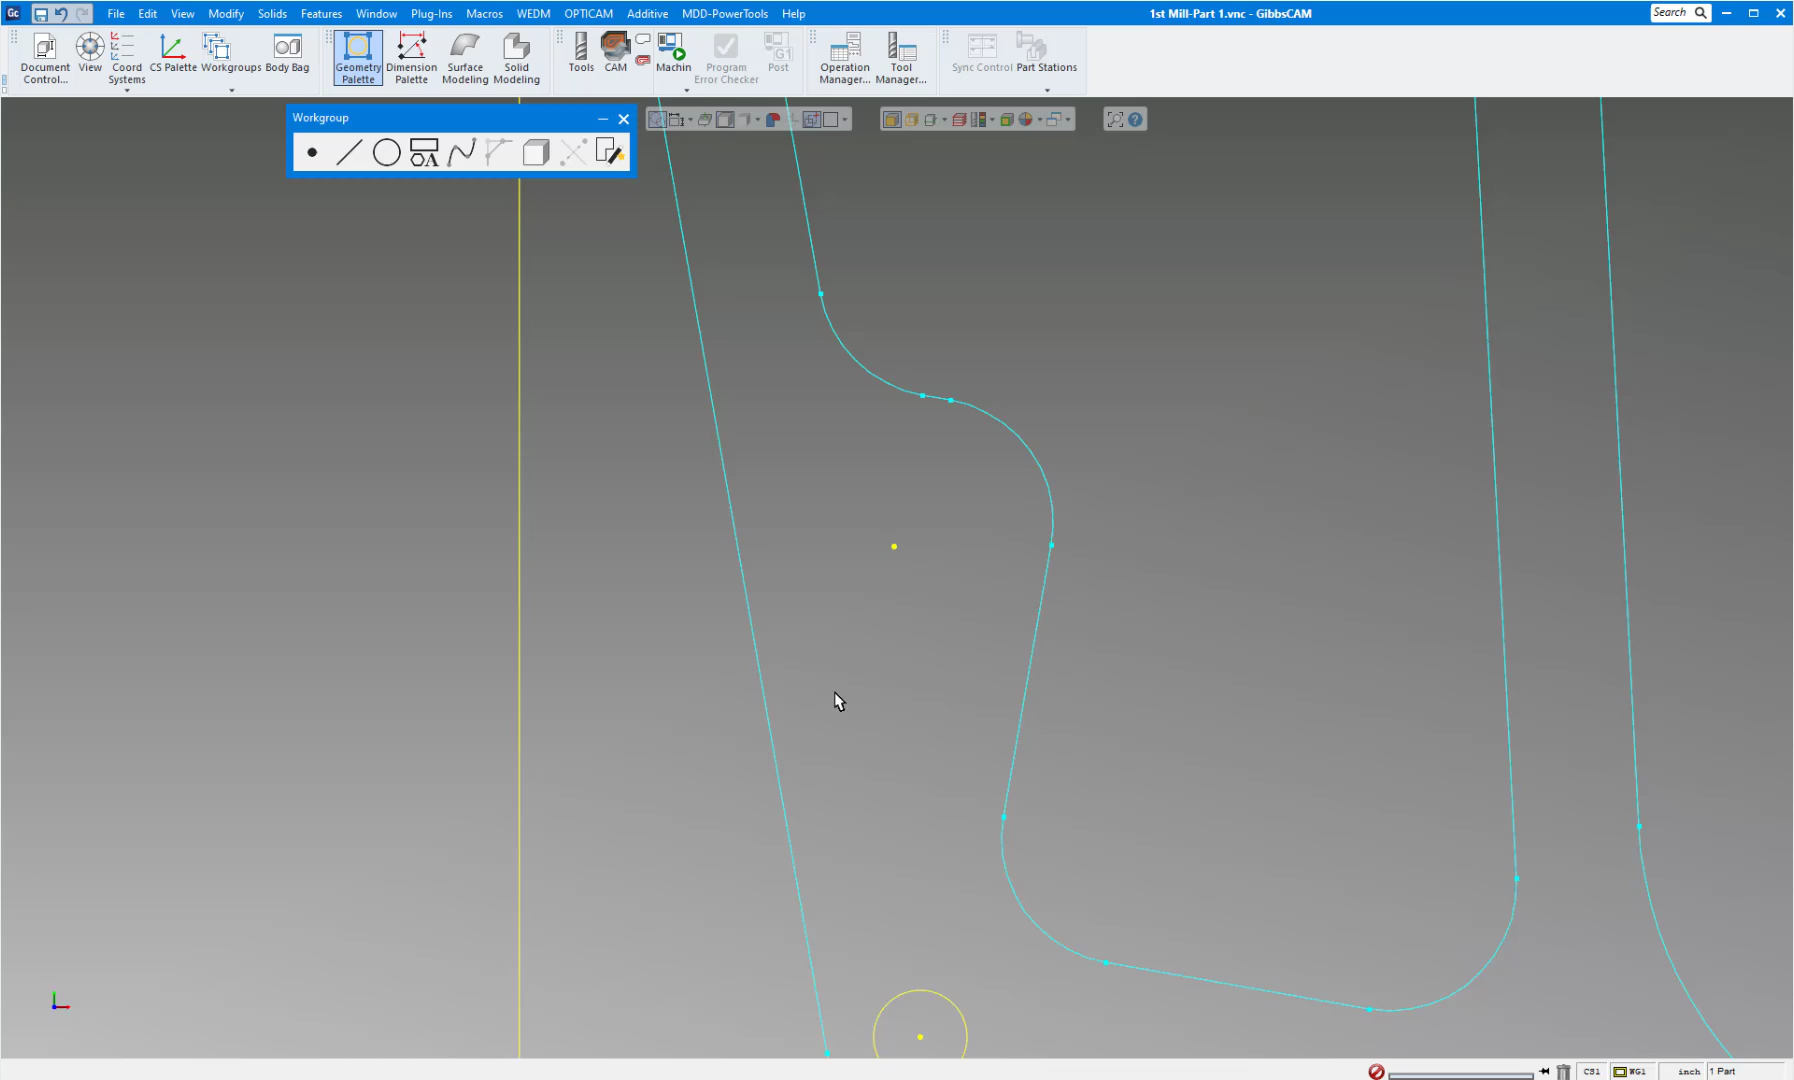 Gc File Edit View Modify Solids Features Window Plug-Ins Macros WEDM OPTICAM Additive MDD-PowerTools Help 1st Mill-Part 1.vnc - GibbsCAM Search
Document Control...
View
Coord Systems
CS Palette
Workgroups
Body Bag
Geometry Palette
Dimension Palette
Surface Modeling
Solid Modeling
Tools
CAM
Machin
Program Error Checker
G1
Post
Operation Manager...
Tool Manager...
Sync Control
Part Stations
Workgroup
A
?
CS1 WG1 inch 1 Part